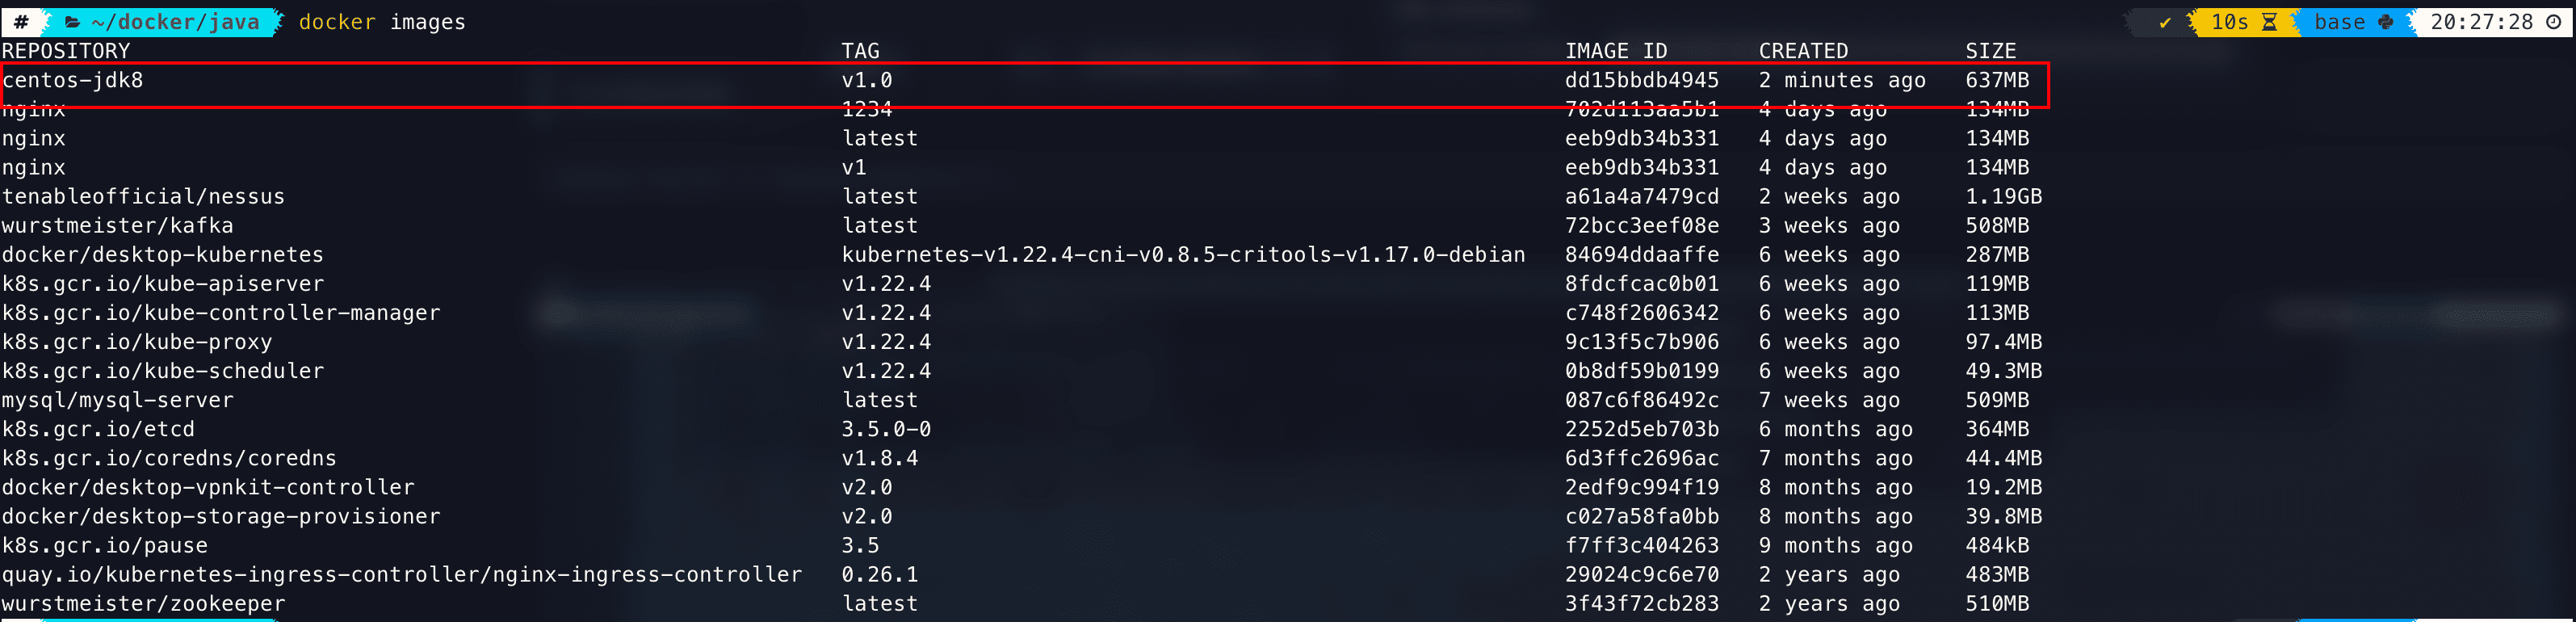 # ~/docker/java docker images ✔ 10s base 20:27:28
REPOSITORY TAG IMAGE ID CREATED SIZE
centos-jdk8 v1.0 dd15bbdb4945 2 minutes ago 637MB
nginx 1234 702d113aa5b1 4 days ago 134MB
nginx latest eeb9db34b331 4 days ago 134MB
nginx v1 eeb9db34b331 4 days ago 134MB
tenableofficial/nessus latest a61a4a7479cd 2 weeks ago 1.19GB
wurstmeister/kafka latest 72bcc3eef08e 3 weeks ago 508MB
docker/desktop-kubernetes kubernetes-v1.22.4-cni-v0.8.5-critools-v1.17.0-debian 84694ddaaffe 6 weeks ago 287MB
k8s.gcr.io/kube-apiserver v1.22.4 8fdcfcac0b01 6 weeks ago 119MB
k8s.gcr.io/kube-controller-manager v1.22.4 c748f2606342 6 weeks ago 113MB
k8s.gcr.io/kube-proxy v1.22.4 9c13f5c7b906 6 weeks ago 97.4MB
k8s.gcr.io/kube-scheduler v1.22.4 0b8df59b0199 6 weeks ago 49.3MB
mysql/mysql-server latest 087c6f86492c 7 weeks ago 509MB
k8s.gcr.io/etcd 3.5.0-0 2252d5eb703b 6 months ago 364MB
k8s.gcr.io/coredns/coredns v1.8.4 6d3ffc2696ac 7 months ago 44.4MB
docker/desktop-vpnkit-controller v2.0 2edf9c994f19 8 months ago 19.2MB
docker/desktop-storage-provisioner v2.0 c027a58fa0bb 8 months ago 39.8MB
k8s.gcr.io/pause 3.5 f7ff3c404263 9 months ago 484kB
quay.io/kubernetes-ingress-controller/nginx-ingress-controller 0.26.1 29024c9c6e70 2 years ago 483MB
wurstmeister/zookeeper latest 3f43f72cb283 2 years ago 510MB